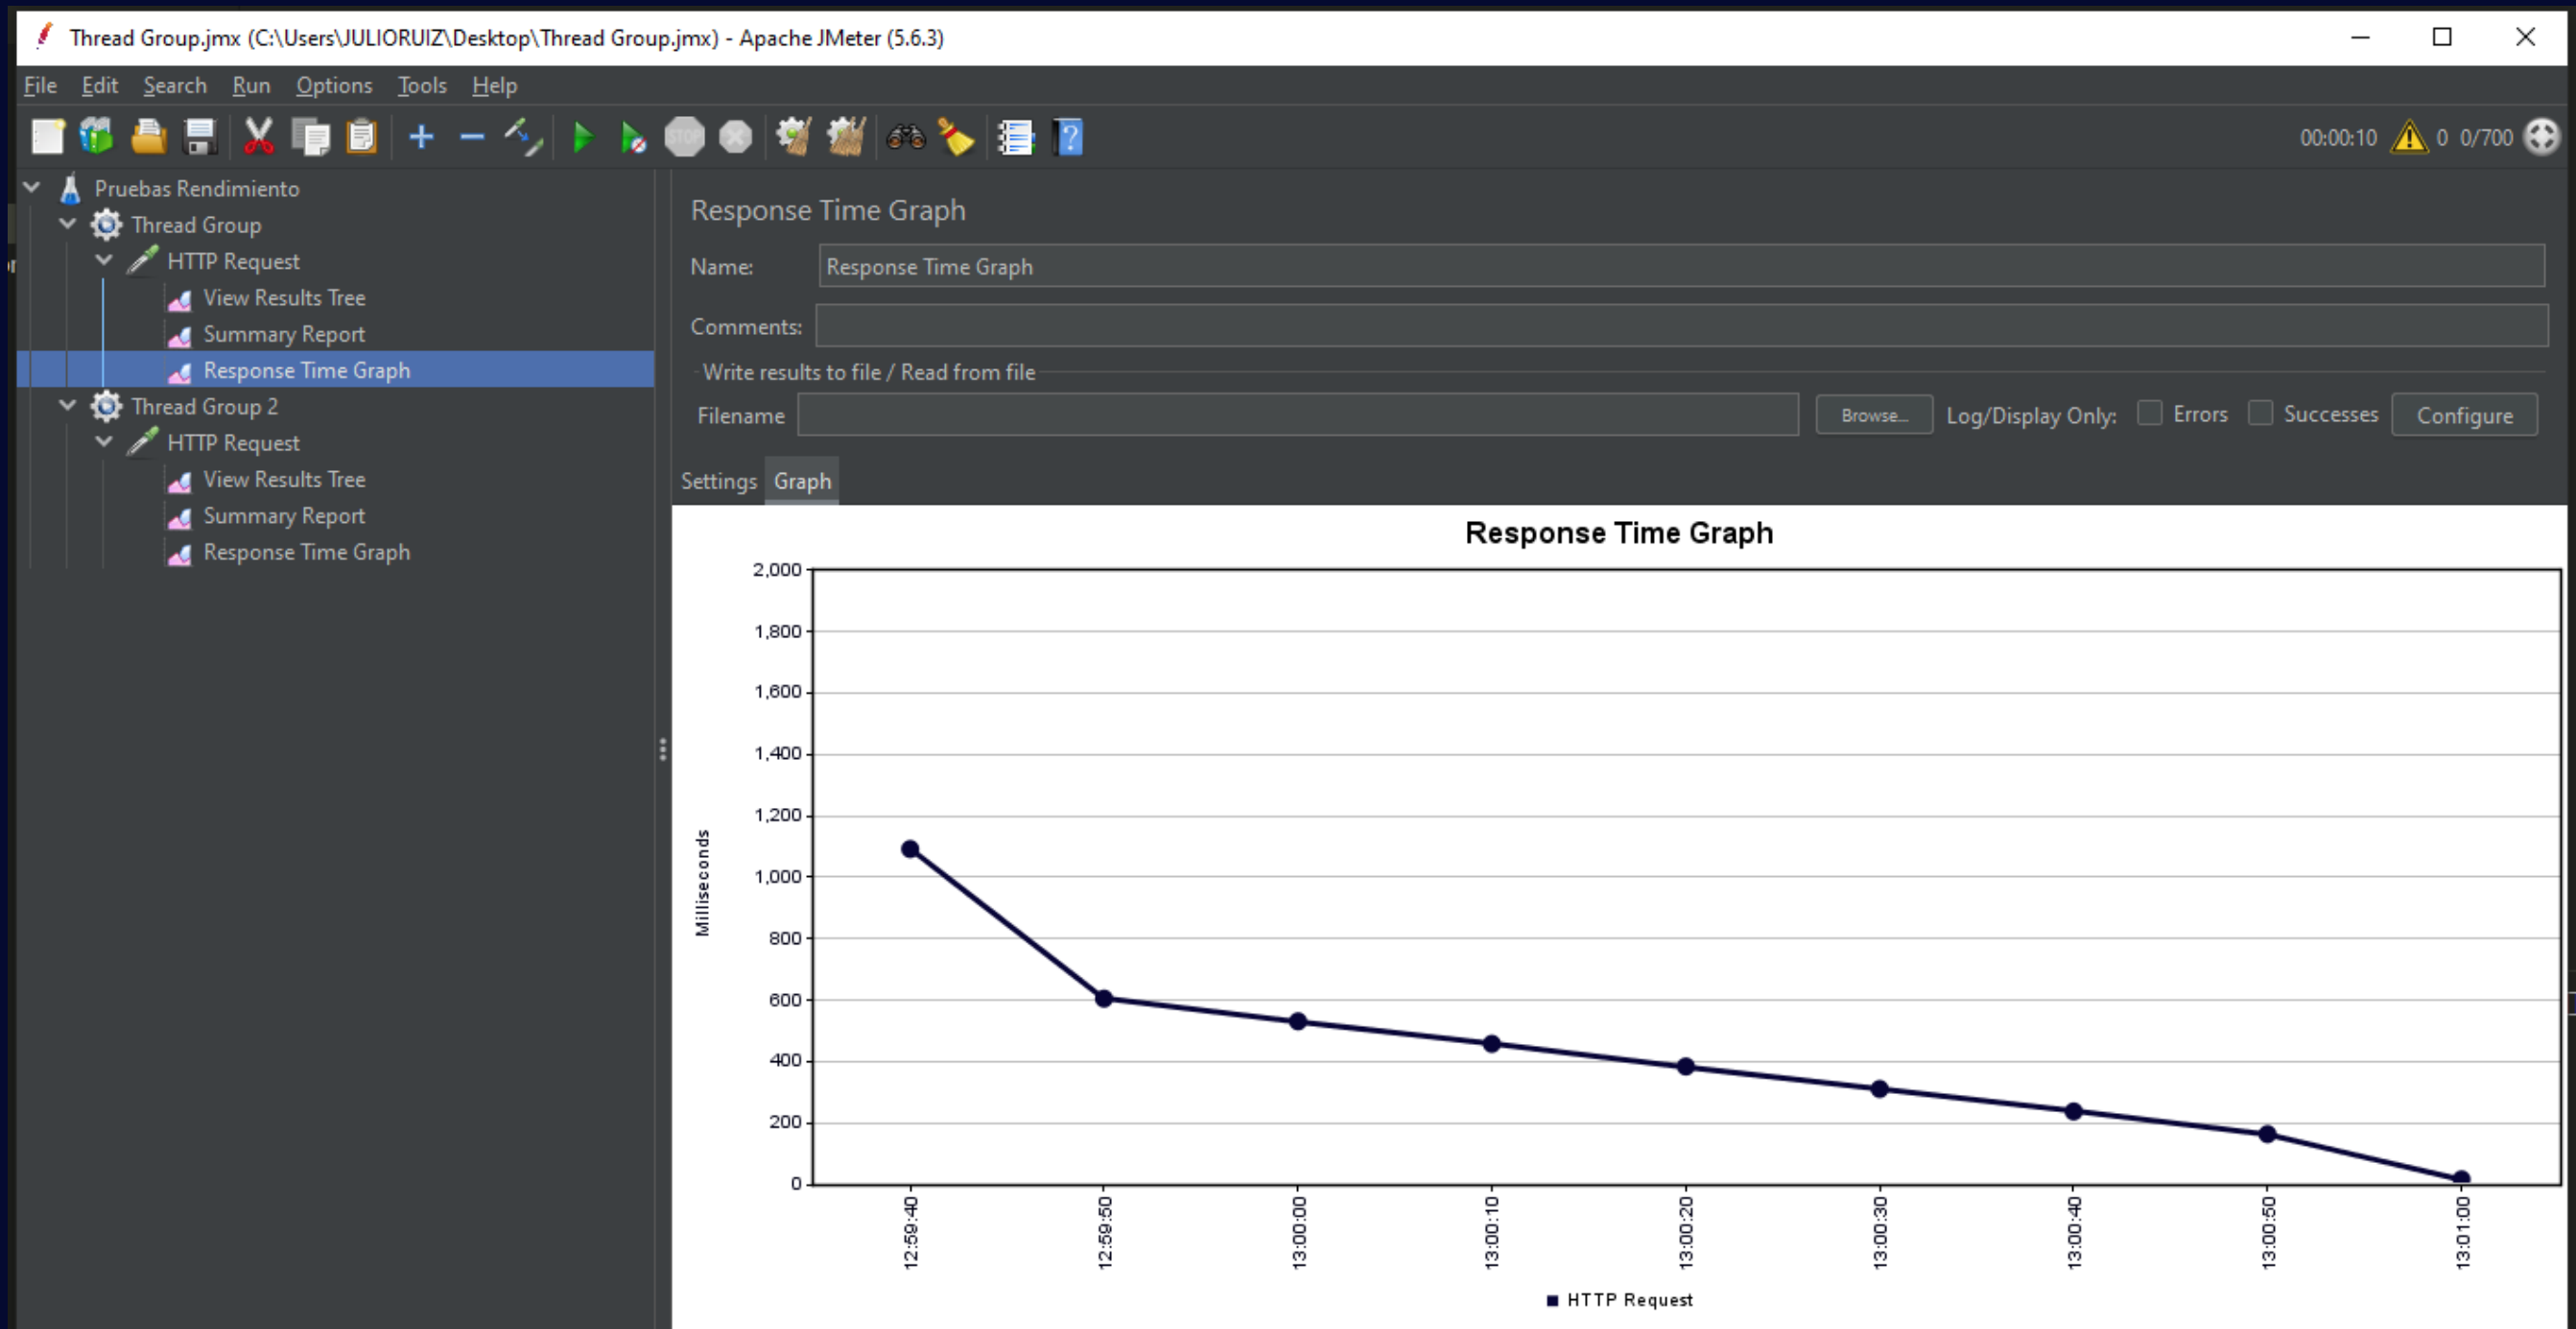 Thread Group.jmx (C:\Users\JULIORUIZ\Desktop\Thread Group.jmx) - Apache JMeter (5.6.3)
File Edit Search Run Options Tools Help
STOP
00:00:10 0 0/700
Pruebas Rendimiento
Thread Group
HTTP Request
View Results Tree
Summary Report
Response Time Graph
Thread Group 2
HTTP Request
View Results Tree
Summary Report
Response Time Graph
Response Time Graph
Name: Response Time Graph
Comments:
Write results to file / Read from file
Filename Browse... Log/Display Only: Errors Successes Configure
Settings Graph
Response Time Graph
2,000
1,800
1,600
1,400
1,200
1,000
800
600
400
200
0
Milliseconds
12:59:40
12:59:50
13:00:00
13:00:10
13:00:20
13:00:30
13:00:40
13:00:50
13:01:00
HTTP Request